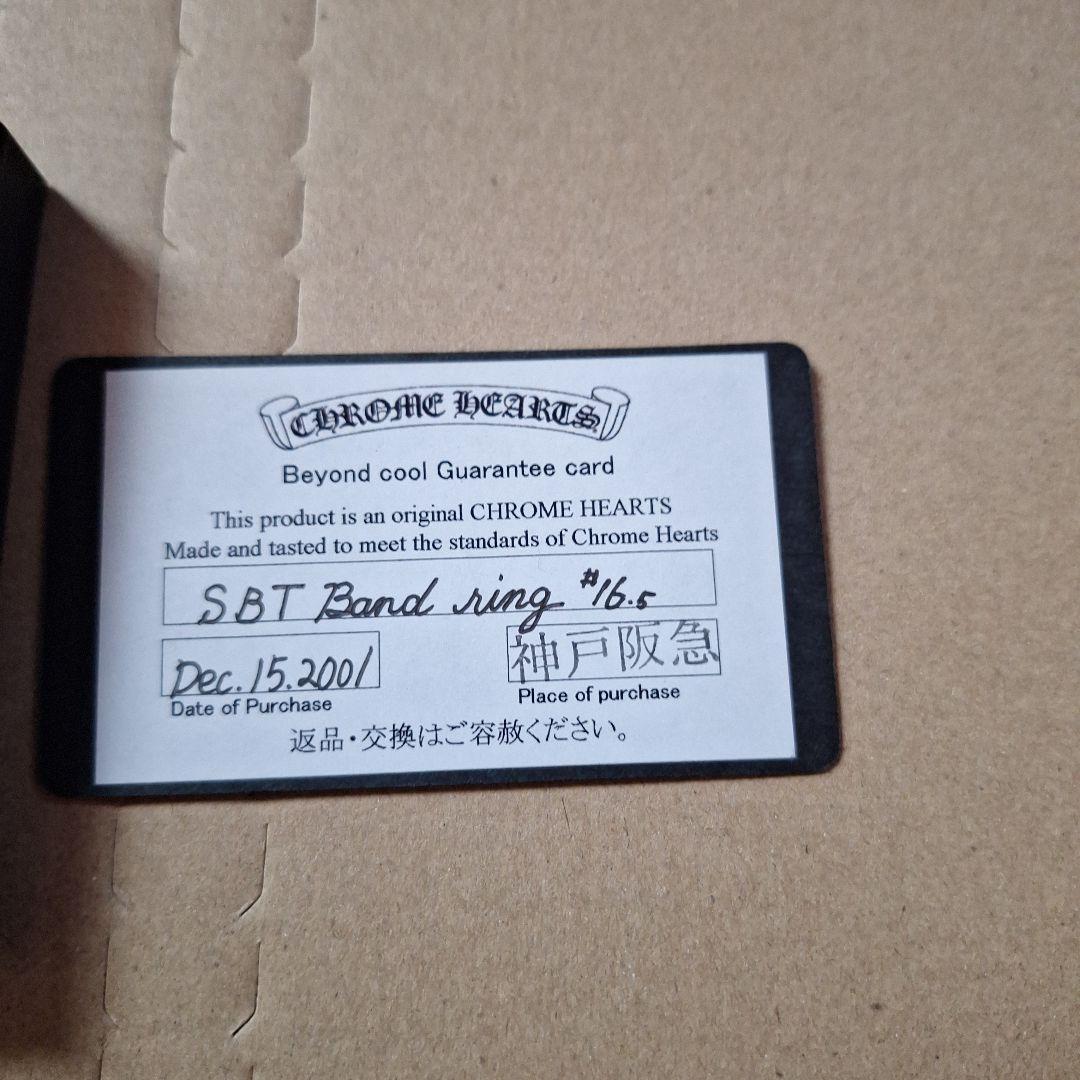 CHROME HEARTS
Beyond cool Guarantee card
This product is an original CHROME HEARTS
Made and tasted to meet the standards of Chrome Hearts
SBT Band ring #16.5
Dec.15.2001
神戸阪急
Date of Purchase
Place of purchase
返品・交換はご容赦ください。